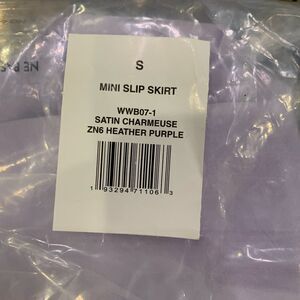 S
MINI SLIP SKIRT
WWB07-1
SATIN CHARMEUSE
ZN6 HEATHER PURPLE
1 93294 71106 3